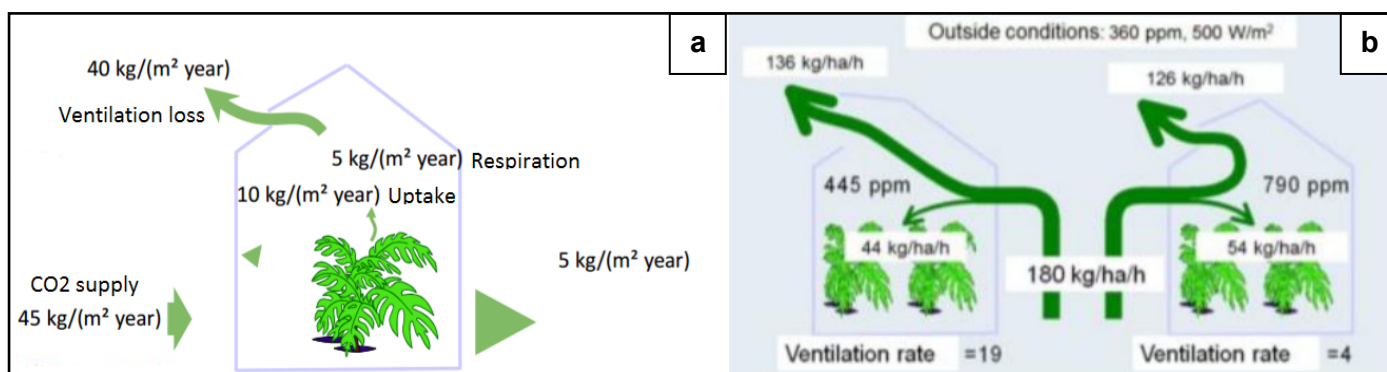 a
40 kg/(m² year)
Ventilation loss
5 kg/(m² year) Respiration
10 kg/(m² year) Uptake
CO2 supply
45 kg/(m² year)
5 kg/(m² year)
b
Outside conditions: 360 ppm, 500 W/m²
136 kg/ha/h
126 kg/ha/h
445 ppm
790 ppm
44 kg/ha/h
54 kg/ha/h
180 kg/ha/h
Ventilation rate =19
Ventilation rate =4